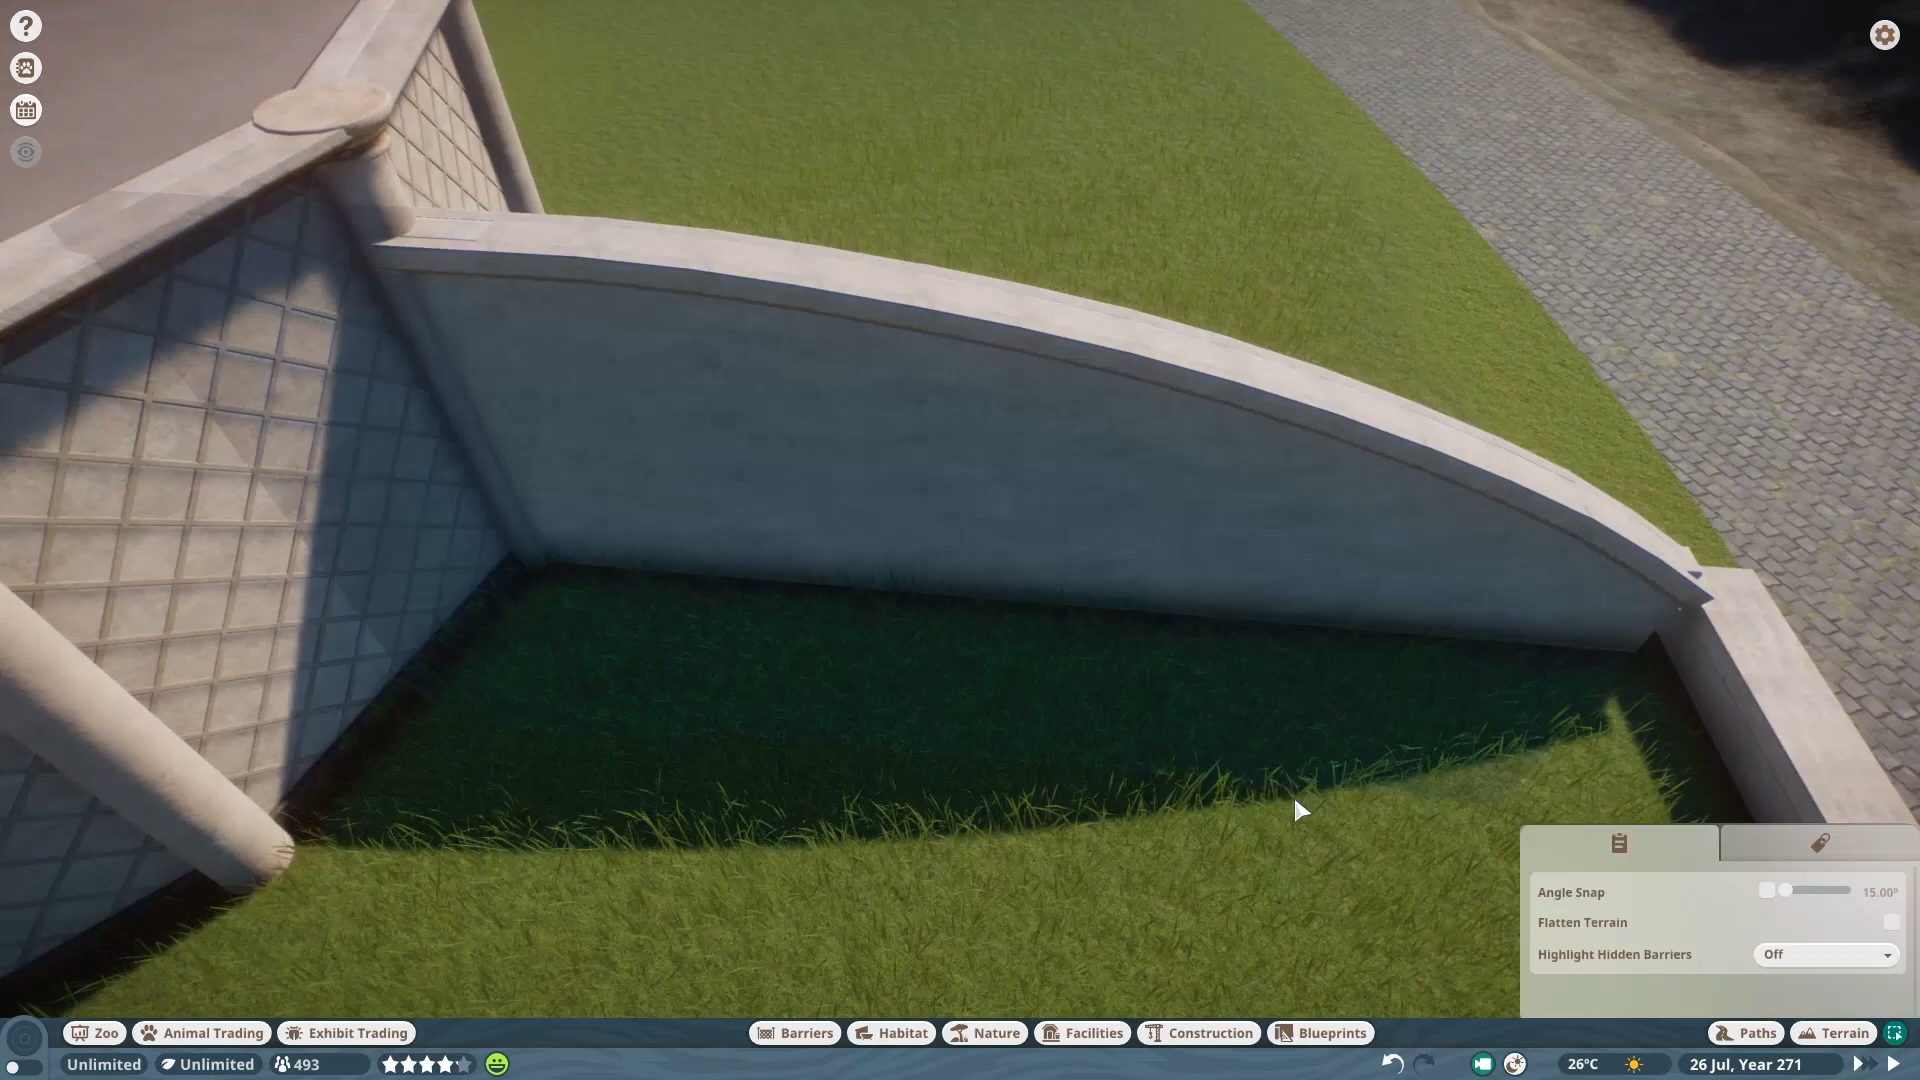 ?
Angle Snap 15.00°
Flatten Terrain
Highlight Hidden Barriers Off
Zoo Animal Trading Exhibit Trading Barriers Habitat Nature Facilities Construction Blueprints Paths Terrain
Unlimited Unlimited 493 26°C 26 Jul, Year 271